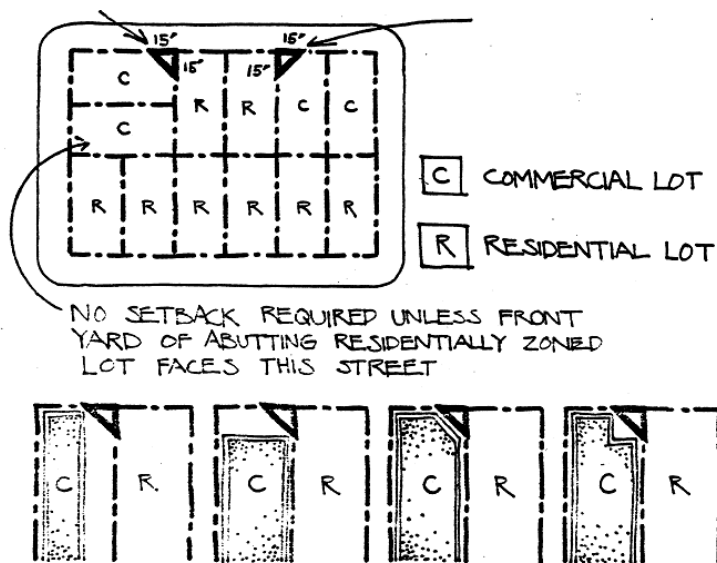 15' 15'
15' 15'
C R R C C
C
R R R R R R
C COMMERCIAL LOT
R RESIDENTIAL LOT
NO SETBACK REQUIRED UNLESS FRONT
YARD OF ABUTTING RESIDENTIALLY ZONED
LOT FACES THIS STREET
C R C R C R C R